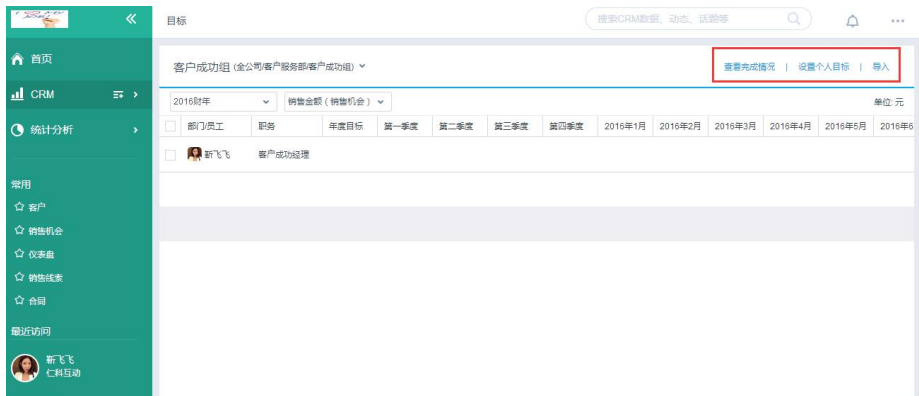 目标
搜索CRM数据、动态、话题等
首页
CRM
统计分析
常用
客户
销售机会
仪表盘
销售线索
合同
最近访问
靳飞飞
仁科互动
客户成功组 (全公司/客户服务部/客户成功组)
查看完成情况 | 设置个人目标 | 导入
2016财年 销售金额 ( 销售机会 ) 单位: 元
部门/员工 职务 年度目标 第一季度 第二季度 第三季度 第四季度 2016年1月 2016年2月 2016年3月 2016年4月 2016年5月 2016年6
靳飞飞 客户成功经理